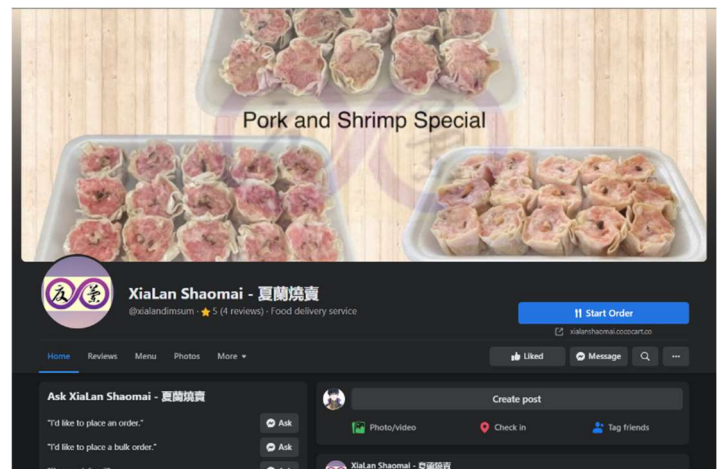 Pork and Shrimp Special
XiaLan Shaomai - 夏蘭燒賣
@xialandimsum · 5 (4 reviews) · Food delivery service
Start Order
xialanshaomai.cococart.co
Home Reviews Menu Photos More
Liked Message
Ask XiaLan Shaomai - 夏蘭燒賣
"I'd like to place an order." Ask
"I'd like to place a bulk order." Ask
Create post
Photo/video Check in Tag friends
XiaLan Shaomai - 夏蘭燒賣